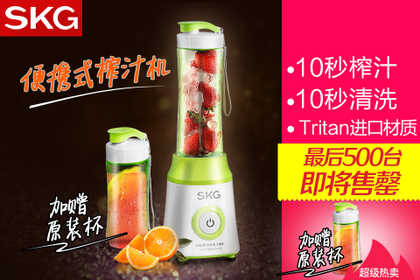 SKG
便携式榨汁机
10秒榨汁
10秒清洗
Tritan进口材质
最后500台
即将售罄
加赠
原装杯
SKG
加赠
原装杯
超级热卖